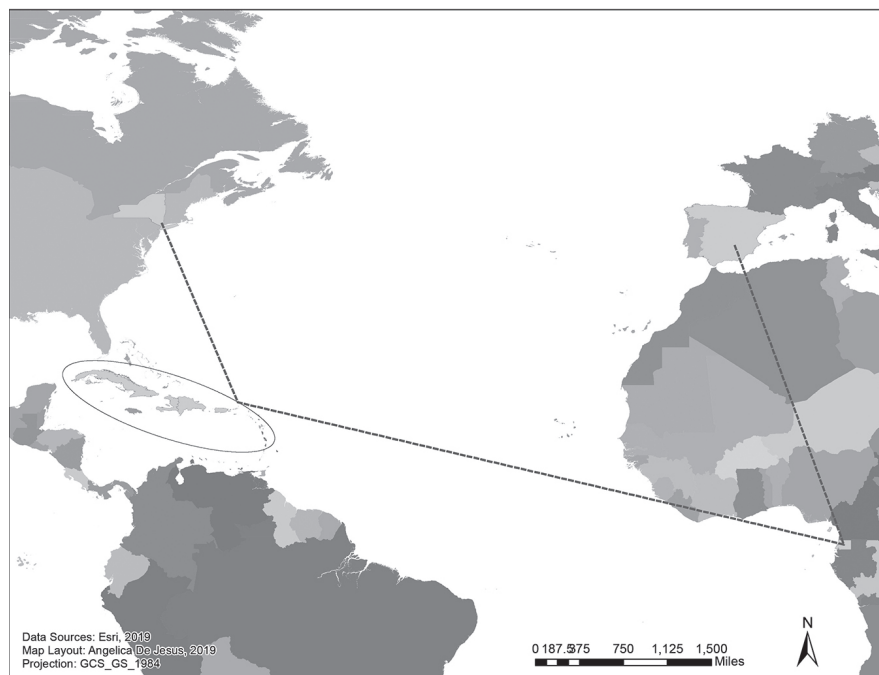 Data Sources: Esri, 2019
Map Layout: Angelica De Jesus, 2019
Projection: GCS_GS_1984
N
0 187.5375 750 1,125 1,500
Miles